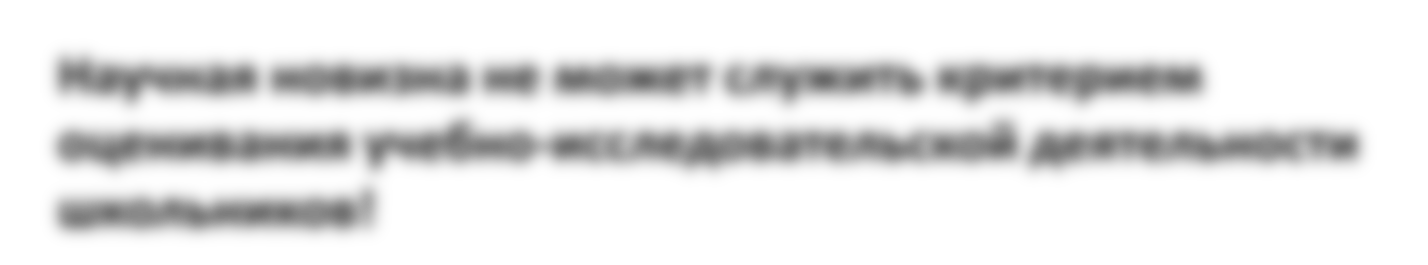 Научная новизна не может служить критерием
оценивания учебно-исследовательской деятельности
школьников!